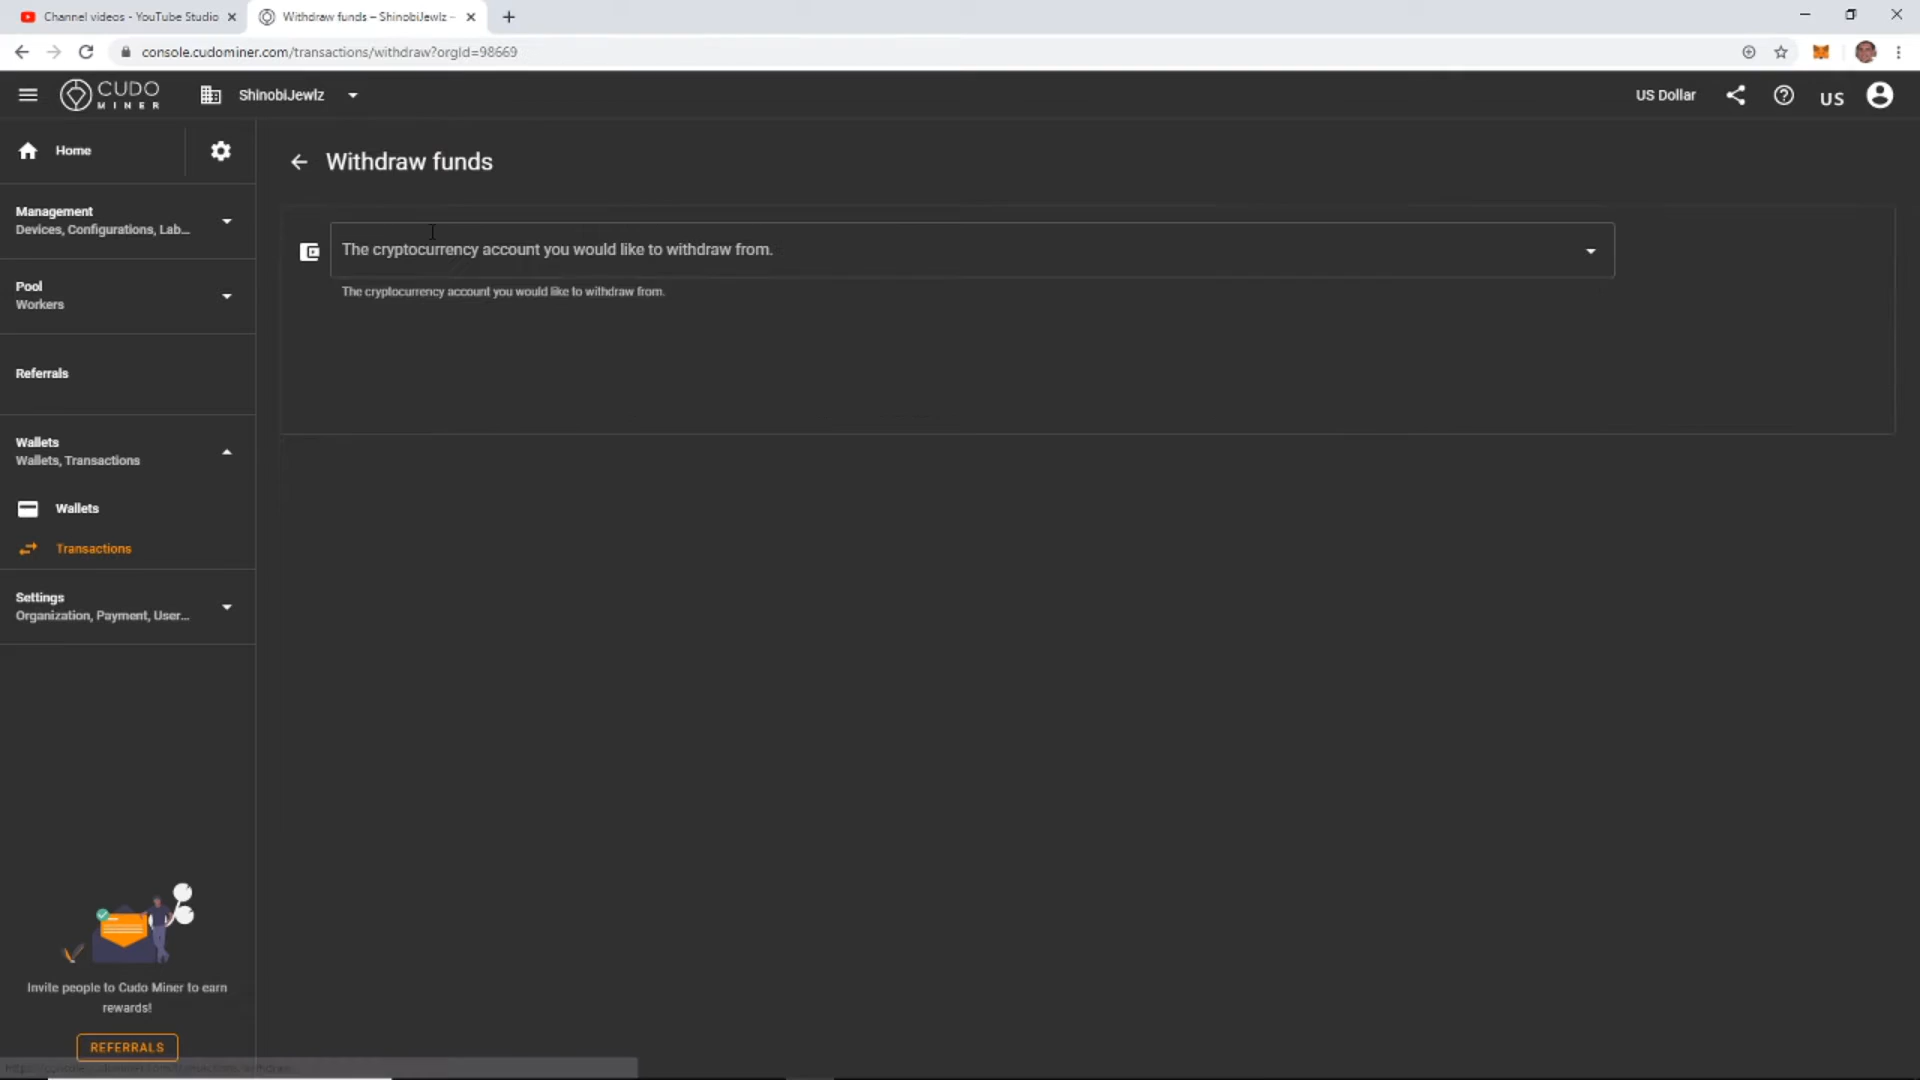 Channel videos - YouTube Studio
Withdraw funds – ShinobiJewlz –
console.cudominer.com/transactions/withdraw?orgId=98669
CUDO
MINER
ShinobiJewlz
US Dollar
US
Home
Withdraw funds
Management
Devices, Configurations, Lab...
The cryptocurrency account you would like to withdraw from.
The cryptocurrency account you would like to withdraw from.
Pool
Workers
Referrals
Wallets
Wallets, Transactions
Wallets
Transactions
Settings
Organization, Payment, User...
Invite people to Cudo Miner to earn
rewards!
REFERRALS